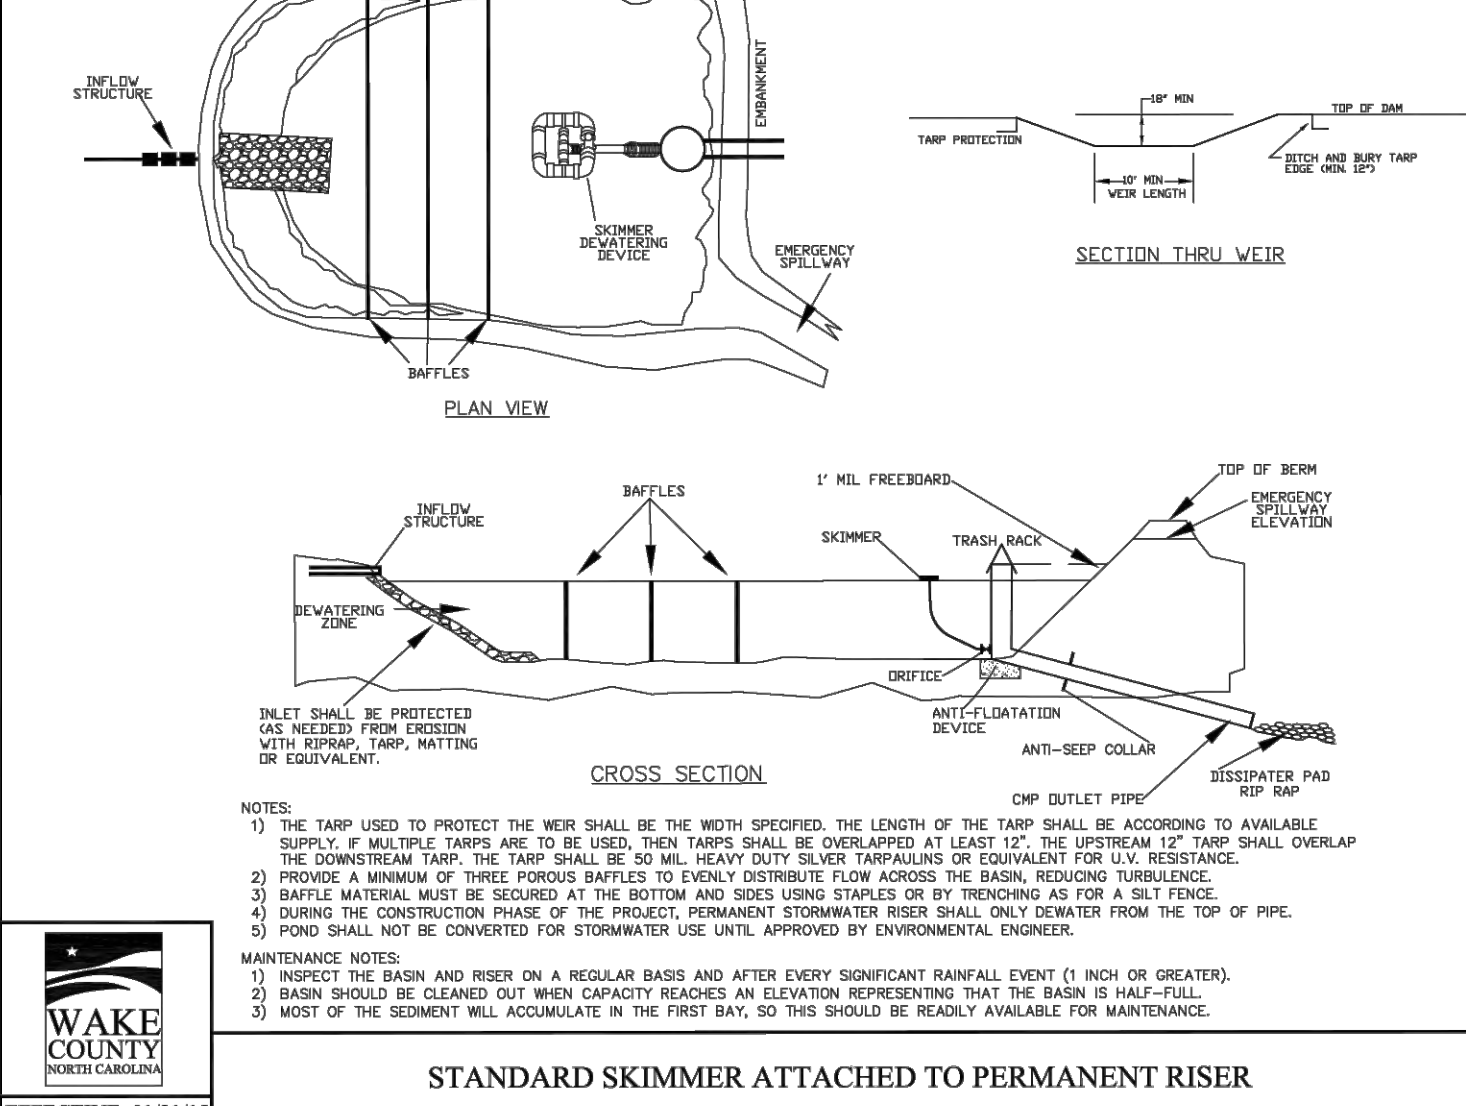 INFLOW
STRUCTURE
EMBANKMENT
SKIMMER
DEWATERING
DEVICE
EMERGENCY
SPILLWAY
BAFFLES
PLAN VIEW
18" MIN
TOP OF DAM
TARP PROTECTION
10' MIN
WEIR LENGTH
DITCH AND BURY TARP
EDGE (MIN. 12")
SECTION THRU WEIR
INFLOW
STRUCTURE
BAFFLES
1' MIL FREEBOARD
SKIMMER
TRASH RACK
TOP OF BERM
EMERGENCY
SPILLWAY
ELEVATION
DEWATERING
ZONE
ORIFICE
ANTI-FLOATATION
DEVICE
ANTI-SEEP COLLAR
CMP OUTLET PIPE
DISSIPATER PAD
RIP RAP
INLET SHALL BE PROTECTED
(AS NEEDED) FROM EROSION
WITH RIPRAP, TARP, MATTING
OR EQUIVALENT.
CROSS SECTION
NOTES:
1) THE TARP USED TO PROTECT THE WEIR SHALL BE THE WIDTH SPECIFIED. THE LENGTH OF THE TARP SHALL BE ACCORDING TO AVAILABLE
SUPPLY. IF MULTIPLE TARPS ARE TO BE USED, THEN TARPS SHALL BE OVERLAPPED AT LEAST 12". THE UPSTREAM 12" TARP SHALL OVERLAP
THE DOWNSTREAM TARP. THE TARP SHALL BE 50 MIL. HEAVY DUTY SILVER TARPAULINS OR EQUIVALENT FOR U.V. RESISTANCE.
2) PROVIDE A MINIMUM OF THREE POROUS BAFFLES TO EVENLY DISTRIBUTE FLOW ACROSS THE BASIN, REDUCING TURBULENCE.
3) BAFFLE MATERIAL MUST BE SECURED AT THE BOTTOM AND SIDES USING STAPLES OR BY TRENCHING AS FOR A SILT FENCE.
4) DURING THE CONSTRUCTION PHASE OF THE PROJECT, PERMANENT STORMWATER RISER SHALL ONLY DEWATER FROM THE TOP OF PIPE.
5) POND SHALL NOT BE CONVERTED FOR STORMWATER USE UNTIL APPROVED BY ENVIRONMENTAL ENGINEER.
MAINTENANCE NOTES:
1) INSPECT THE BASIN AND RISER ON A REGULAR BASIS AND AFTER EVERY SIGNIFICANT RAINFALL EVENT (1 INCH OR GREATER).
2) BASIN SHOULD BE CLEANED OUT WHEN CAPACITY REACHES AN ELEVATION REPRESENTING THAT THE BASIN IS HALF-FULL.
3) MOST OF THE SEDIMENT WILL ACCUMULATE IN THE FIRST BAY, SO THIS SHOULD BE READILY AVAILABLE FOR MAINTENANCE.
WAKE
COUNTY
NORTH CAROLINA
STANDARD SKIMMER ATTACHED TO PERMANENT RISER